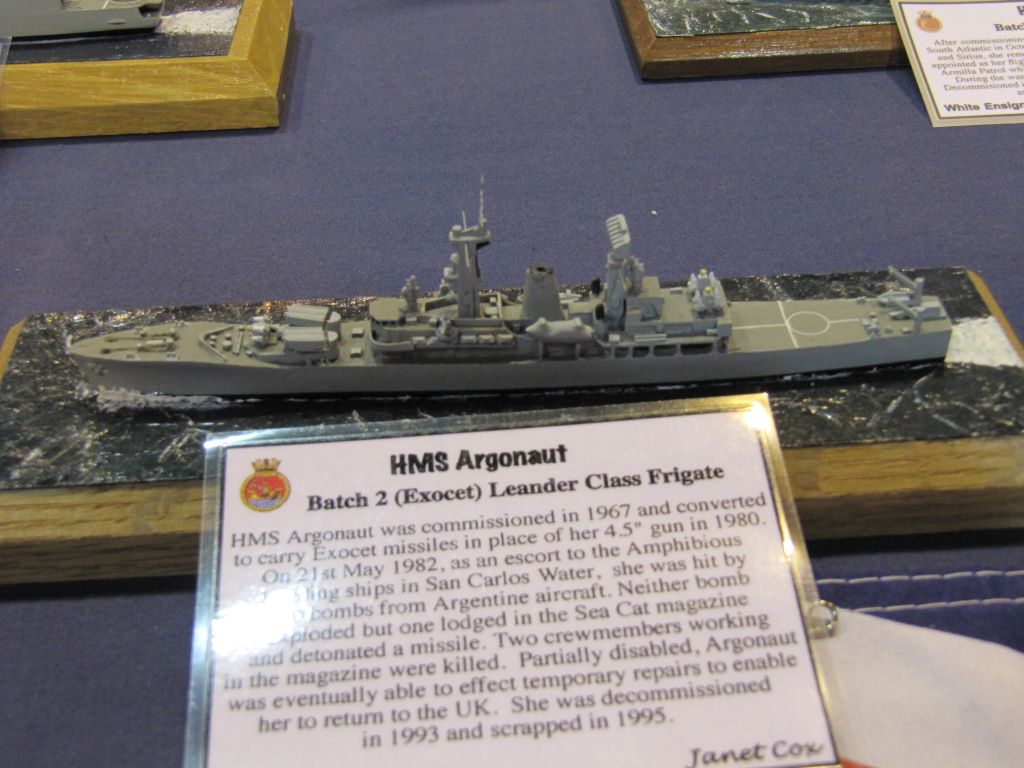 HMS Argonaut
Batch 2 (Exocet) Leander Class Frigate
HMS Argonaut was commissioned in 1967 and converted
to carry Exocet missiles in place of her 4.5" gun in 1980.
On 21st May 1982, as an escort to the Amphibious
ships in San Carlos Water, she was hit by
bombs from Argentine aircraft. Neither bomb
exploded but one lodged in the Sea Cat magazine
and detonated a missile. Two crewmembers working
in the magazine were killed. Partially disabled, Argonaut
was eventually able to effect temporary repairs to enable
her to return to the UK. She was decommissioned
in 1993 and scrapped in 1995.
Janet Cox
After commissioning
South Atlantic in
and Sirius, she
appointed as her
Armilla Patrol
During the
Decommissioned
White Ensign